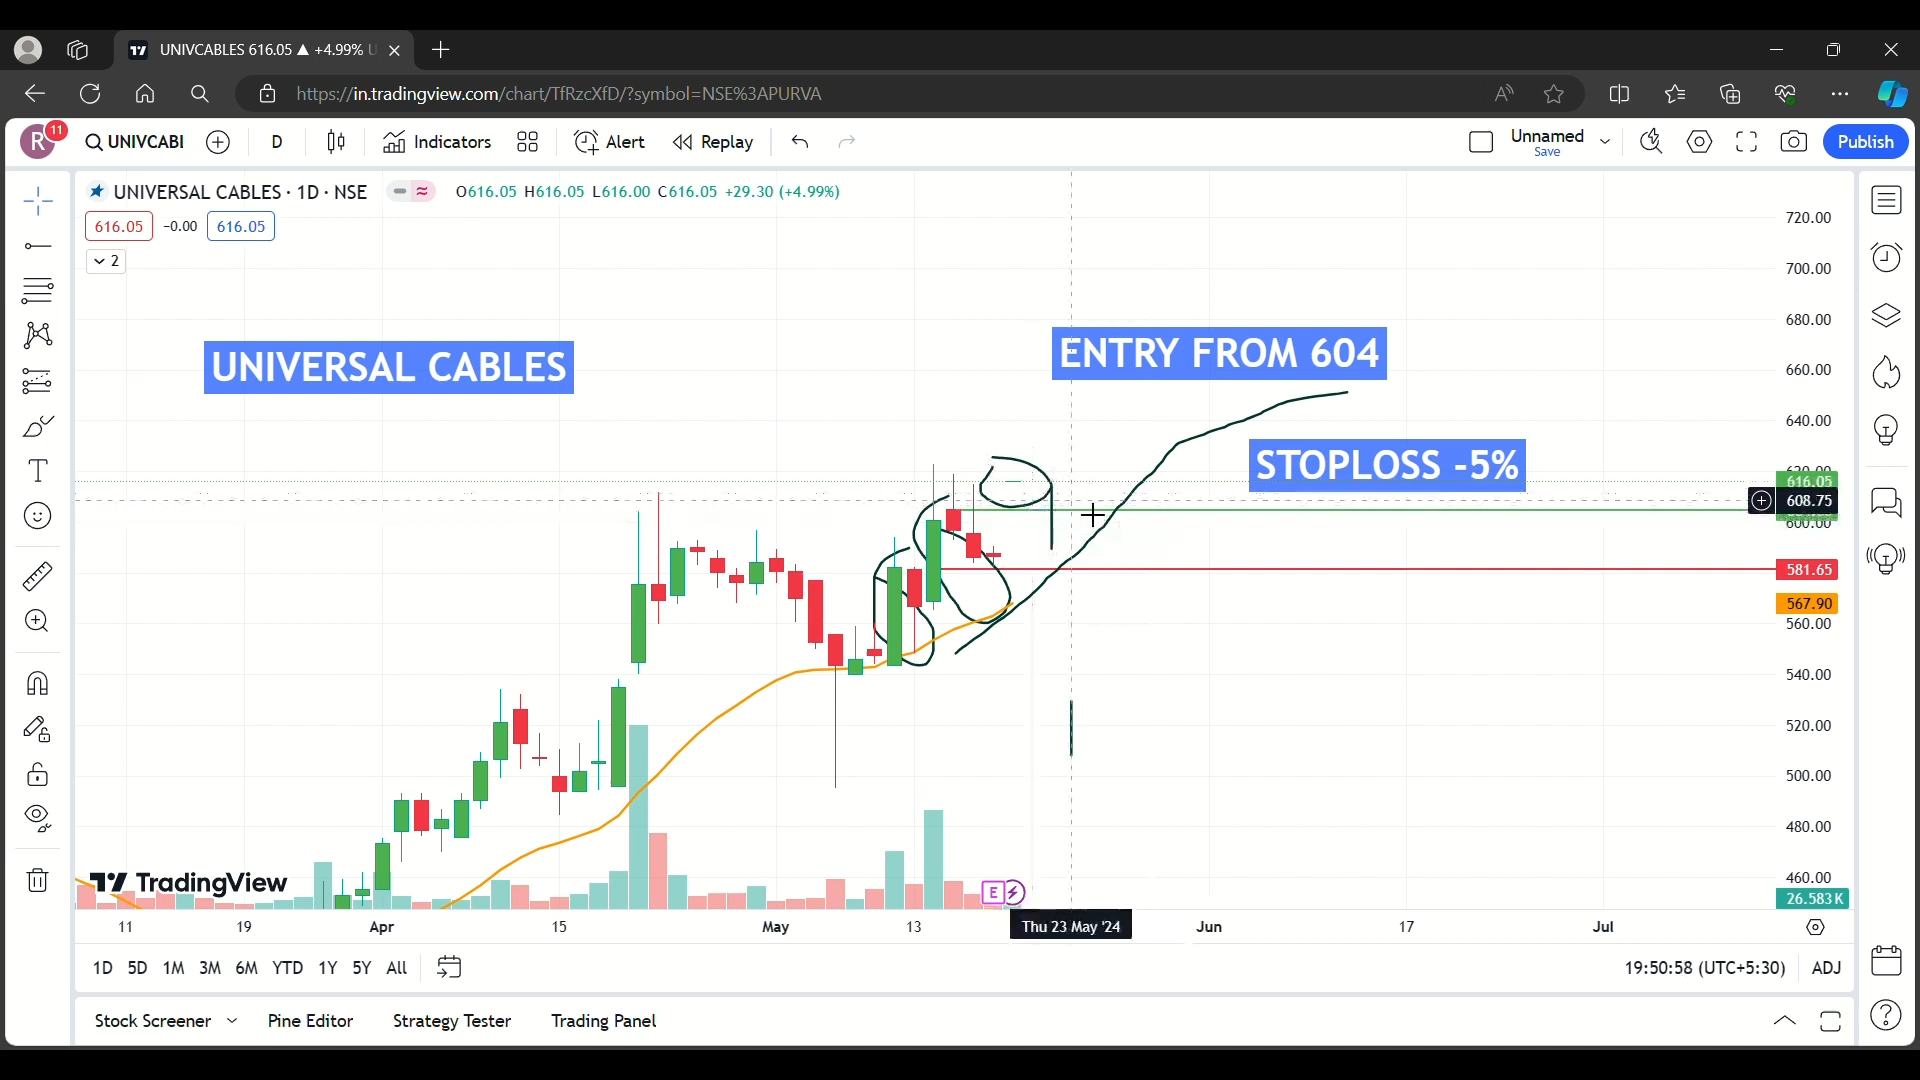 UNIVCABLES 616.05 ▲ +4.99% U
https://in.tradingview.com/chart/TfRzcXfD/?symbol=NSE%3APURVA
R 11 UNIVCABI D Indicators Alert Replay Unnamed Save Publish
UNIVERSAL CABLES · 1D · NSE O616.05 H616.05 L616.00 C616.05 +29.30 (+4.99%)
616.05 -0.00 616.05
2
720.00
700.00
680.00
660.00
640.00
620.00
616.05
608.75
600.00
581.65
567.90
560.00
540.00
520.00
500.00
480.00
460.00
26.583 K
UNIVERSAL CABLES
ENTRY FROM 604
STOPLOSS -5%
TradingView
E
11 19 Apr 15 May 13 Thu 23 May '24 Jun 17 Jul
1D 5D 1M 3M 6M YTD 1Y 5Y All 19:50:58 (UTC+5:30) ADJ
Stock Screener Pine Editor Strategy Tester Trading Panel